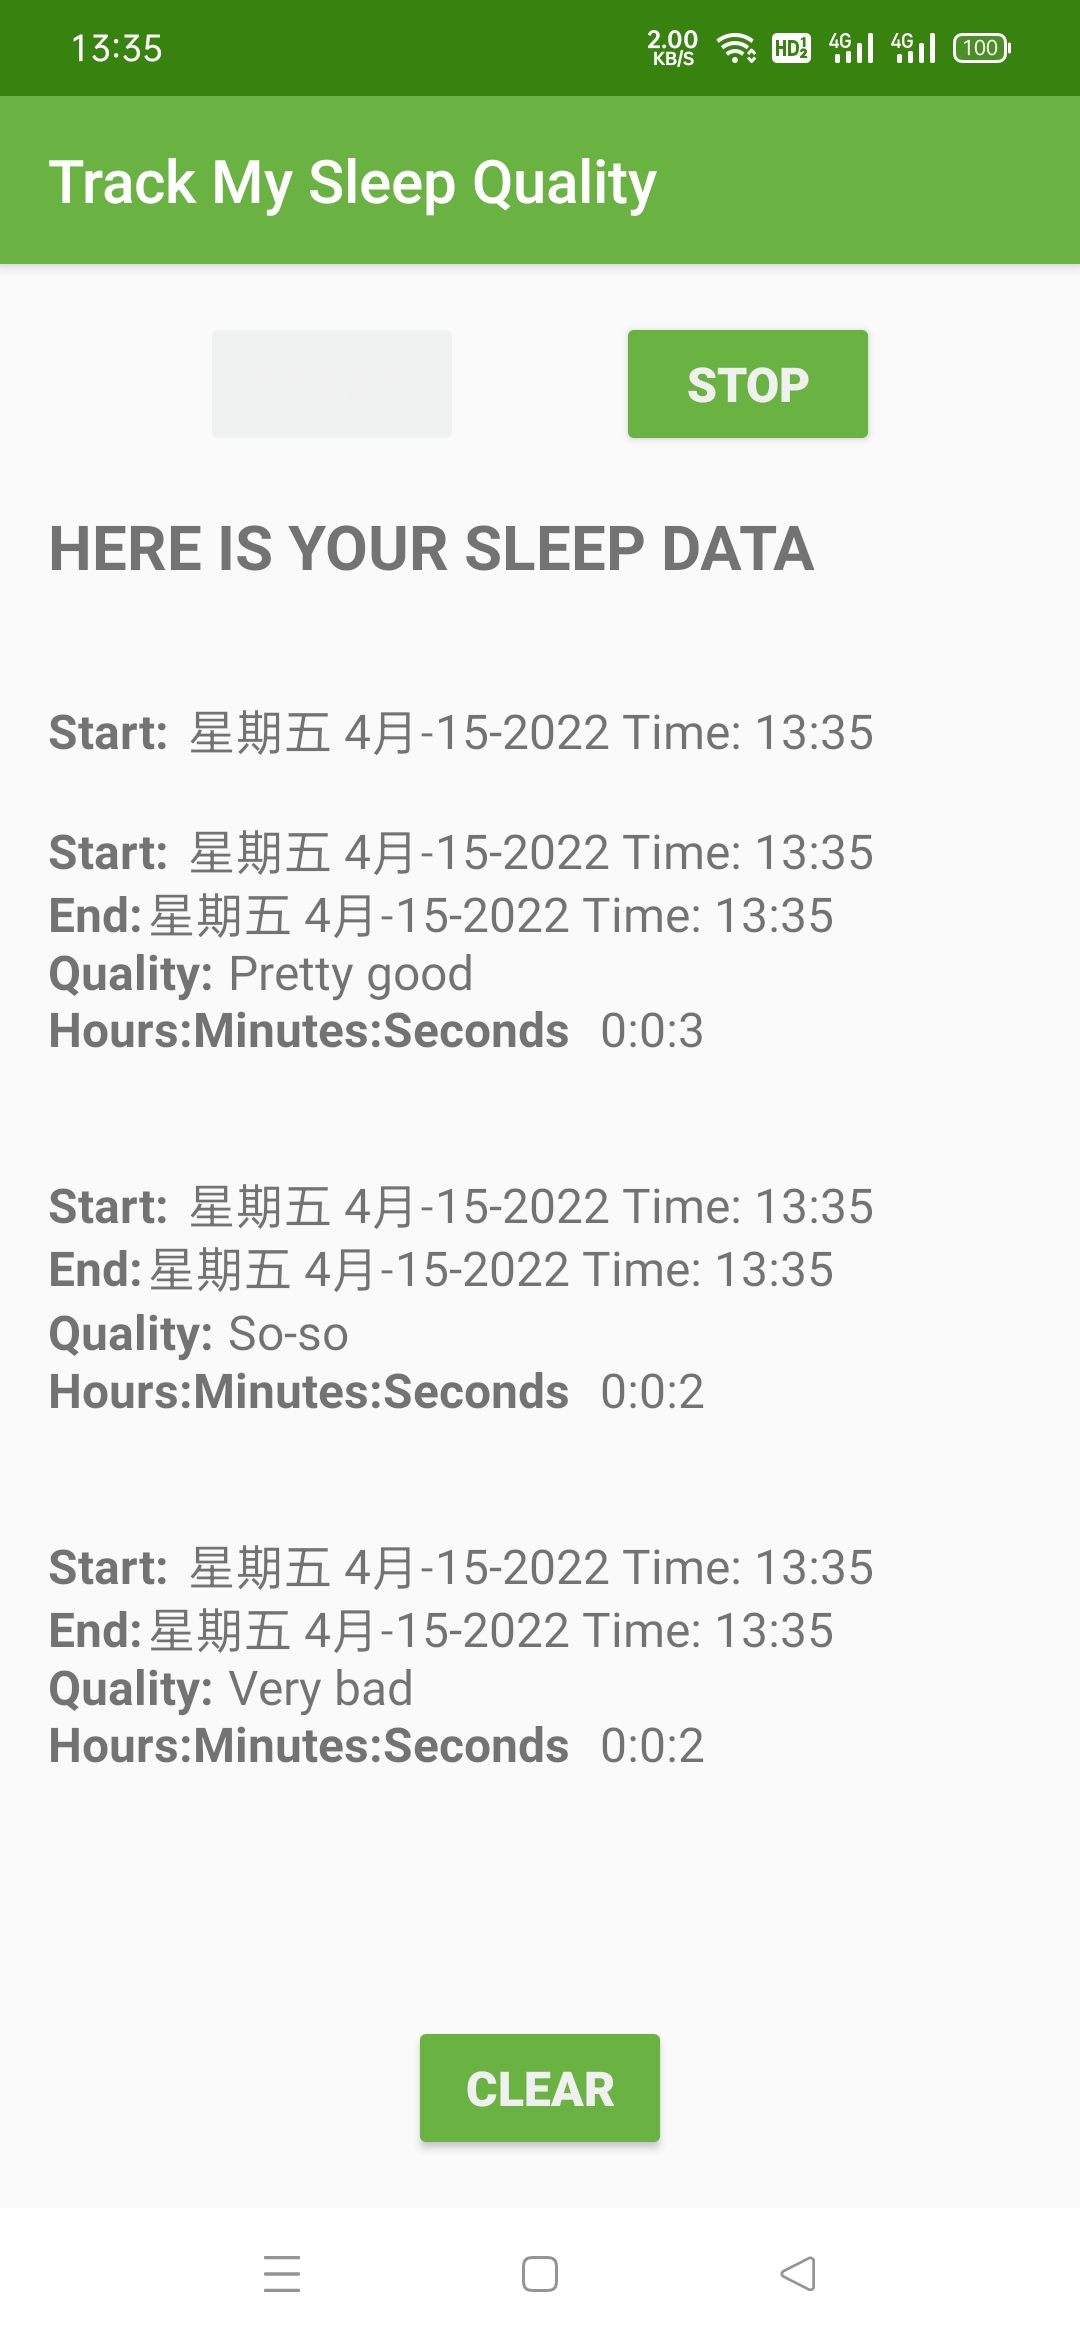 13:35
2.00 KB/S HD 1 2 4G 4G 100
Track My Sleep Quality
START STOP
HERE IS YOUR SLEEP DATA
Start: 星期五 4月-15-2022 Time: 13:35
Start: 星期五 4月-15-2022 Time: 13:35
End: 星期五 4月-15-2022 Time: 13:35
Quality: Pretty good
Hours:Minutes:Seconds 0:0:3
Start: 星期五 4月-15-2022 Time: 13:35
End: 星期五 4月-15-2022 Time: 13:35
Quality: So-so
Hours:Minutes:Seconds 0:0:2
Start: 星期五 4月-15-2022 Time: 13:35
End: 星期五 4月-15-2022 Time: 13:35
Quality: Very bad
Hours:Minutes:Seconds 0:0:2
CLEAR